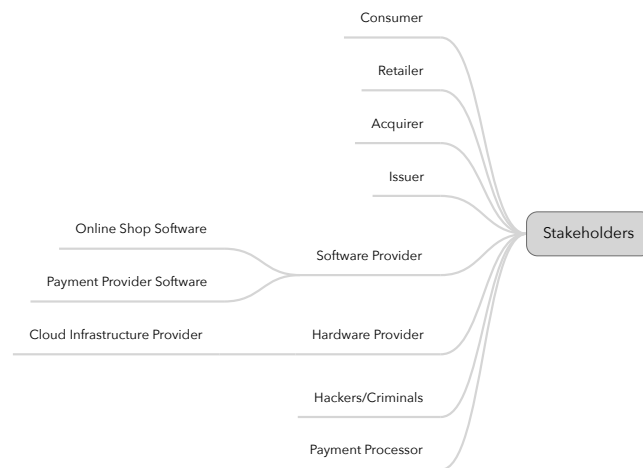 Consumer
Retailer
Acquirer
Issuer
Stakeholders
Online Shop Software
Software Provider
Payment Provider Software
Cloud Infrastructure Provider
Hardware Provider
Hackers/Criminals
Payment Processor